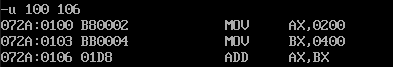 -u 100 106
072A:0100 B80002 MOV AX,0200
072A:0103 BB0004 MOV BX,0400
072A:0106 01D8 ADD AX,BX